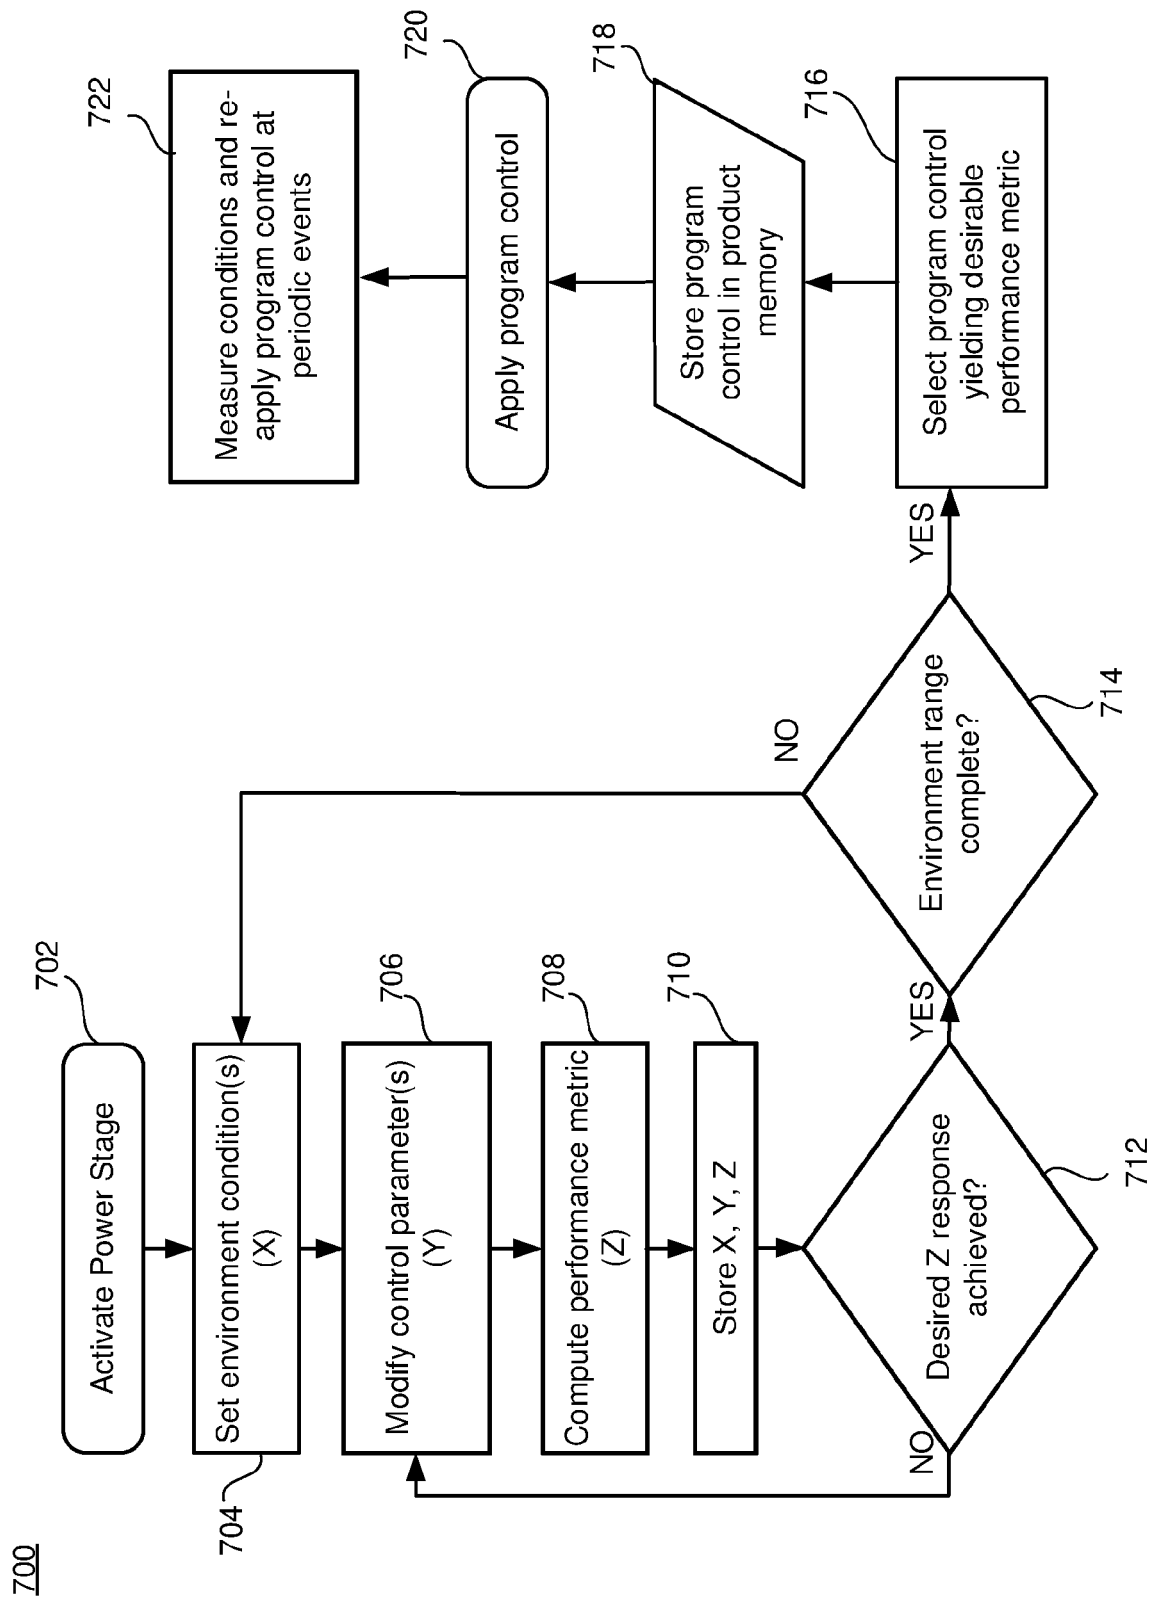 700
702
Activate Power Stage
704
Set environment condition(s)
(X)
706
Modify control parameter(s)
(Y)
708
Compute performance metric
(Z)
710
Store X, Y, Z
712
Desired Z response
achieved?
NO
YES
714
Environment range
complete?
NO
YES
716
Select program control
yielding desirable
performance metric
718
Store program
control in product
memory
720
Apply program control
722
Measure conditions and re-
apply program control at
periodic events